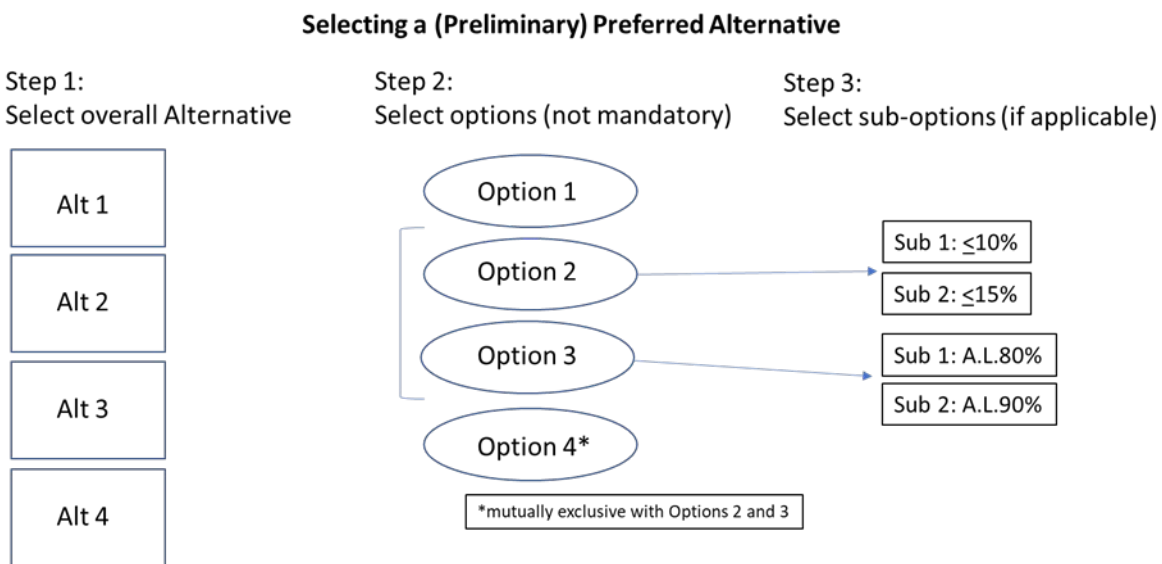 Selecting a (Preliminary) Preferred Alternative
Step 1:
Select overall Alternative
Alt 1
Alt 2
Alt 3
Alt 4
Step 2:
Select options (not mandatory)
Option 1
Option 2
Option 3
Option 4*
*mutually exclusive with Options 2 and 3
Step 3:
Select sub-options (if applicable)
Sub 1: ≤10%
Sub 2: ≤15%
Sub 1: A.L.80%
Sub 2: A.L.90%